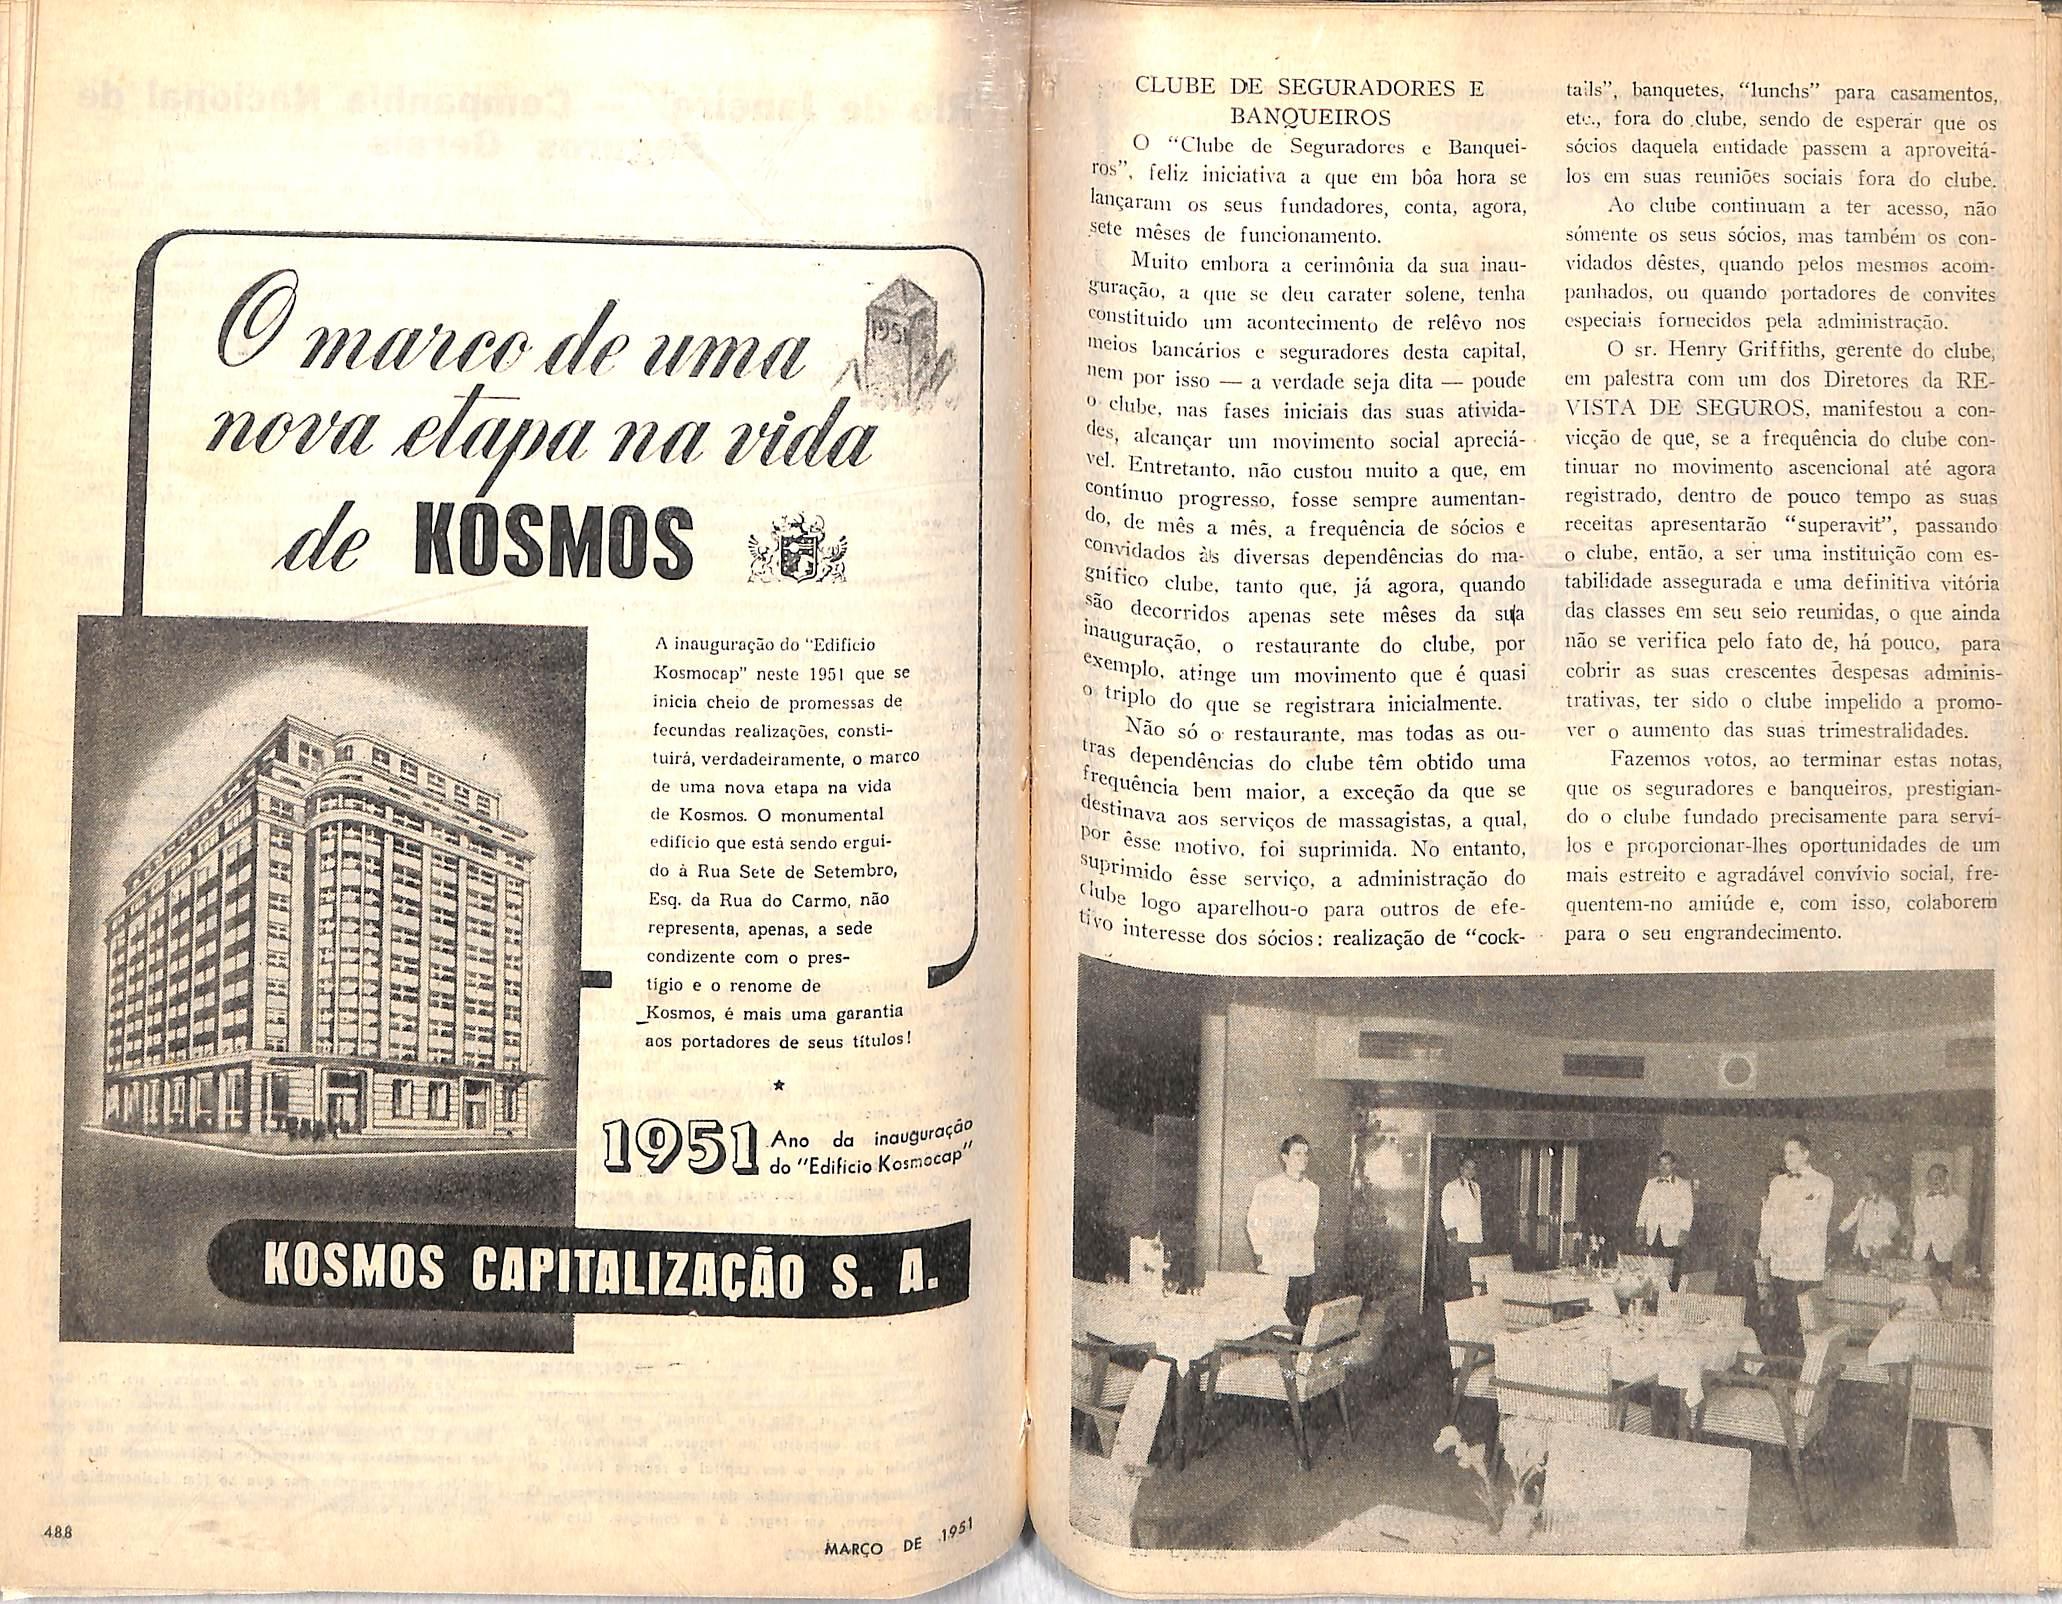 O marco de uma
nova etapa na vida
de KOSMOS
1951
A inauguração do "Edificio
Kosmocap" neste 1951 que se
inicia cheio de promessas de
fecundas realizações, consti-
tuirá, verdadeiramente, o marco
de uma nova etapa na vida
de Kosmos. O monumental
edifício que está sendo ergui-
do à Rua Sete de Setembro,
Esq. da Rua do Carmo, não
representa, apenas, a sede
condizente com o pres-
tígio e o renome de
Kosmos, é mais uma garantia
aos portadores de seus títulos!
1951 Ano da inauguração
do "Edificio Kosmocap"
KOSMOS CAPITALIZAÇÃO S. A.
488
MARÇO DE 1951
CLUBE DE SEGURADORES E
BANQUEIROS
O "Clube de Seguradores e Banquei-
ros", feliz iniciativa a que em bôa hora se
lançaram os seus fundadores, conta, agora,
sete mêses de funcionamento.
Muito embora a cerimônia da sua inau-
guração, a que se deu carater solene, tenha
constituido um acontecimento de relêvo nos
meios bancários e seguradores desta capital,
nem por isso — a verdade seja dita — poude
o clube, nas fases iniciais das suas ativida-
des, alcançar um movimento social apreciá-
vel. Entretanto, não custou muito a que, em
contínuo progresso, fosse sempre aumentan-
do, de mês a mês, a frequência de sócios e
convidados às diversas dependências do ma-
gnífico clube, tanto que, já agora, quando
são decorridos apenas sete mêses da sua
inauguração, o restaurante do clube, por
exemplo, atinge um movimento que é quasi
o triplo do que se registrara inicialmente.
Não só o restaurante, mas todas as ou-
tras dependências do clube têm obtido uma
frequência bem maior, a exceção da que se
destinava aos serviços de massagistas, a qual,
por êsse motivo, foi suprimida. No entanto,
suprimido êsse serviço, a administração do
clube logo aparelhou-o para outros de efe-
tivo interesse dos sócios: realização de "cock-
tails", banquetes, "lunchs" para casamentos,
etc., fora do clube, sendo de esperar que os
sócios daquela entidade passem a aproveitá-
los em suas reuniões sociais fora do clube.
Ao clube continuam a ter acesso, não
sómente os seus sócios, mas também os con-
vidados dêstes, quando pelos mesmos acom-
panhados, ou quando portadores de convites
especiais fornecidos pela administração.
O sr. Henry Griffiths, gerente do clube,
em palestra com um dos Diretores da RE-
VISTA DE SEGUROS, manifestou a con-
vicção de que, se a frequência do clube con-
tinuar no movimento ascencional até agora
registrado, dentro de pouco tempo as suas
receitas apresentarão "superavit", passando
o clube, então, a ser uma instituição com es-
tabilidade assegurada e uma definitiva vitória
das classes em seu seio reunidas, o que ainda
não se verifica pelo fato de, há pouco, para
cobrir as suas crescentes despesas adminis-
trativas, ter sido o clube impelido a promo-
ver o aumento das suas trimestralidades.
Fazemos votos, ao terminar estas notas,
que os seguradores e banqueiros, prestigian-
do o clube fundado precisamente para serví-
los e proporcionar-lhes oportunidades de um
mais estreito e agradável convívio social, fre-
quentem-no amiúde e, com isso, colaborem
para o seu engrandecimento.